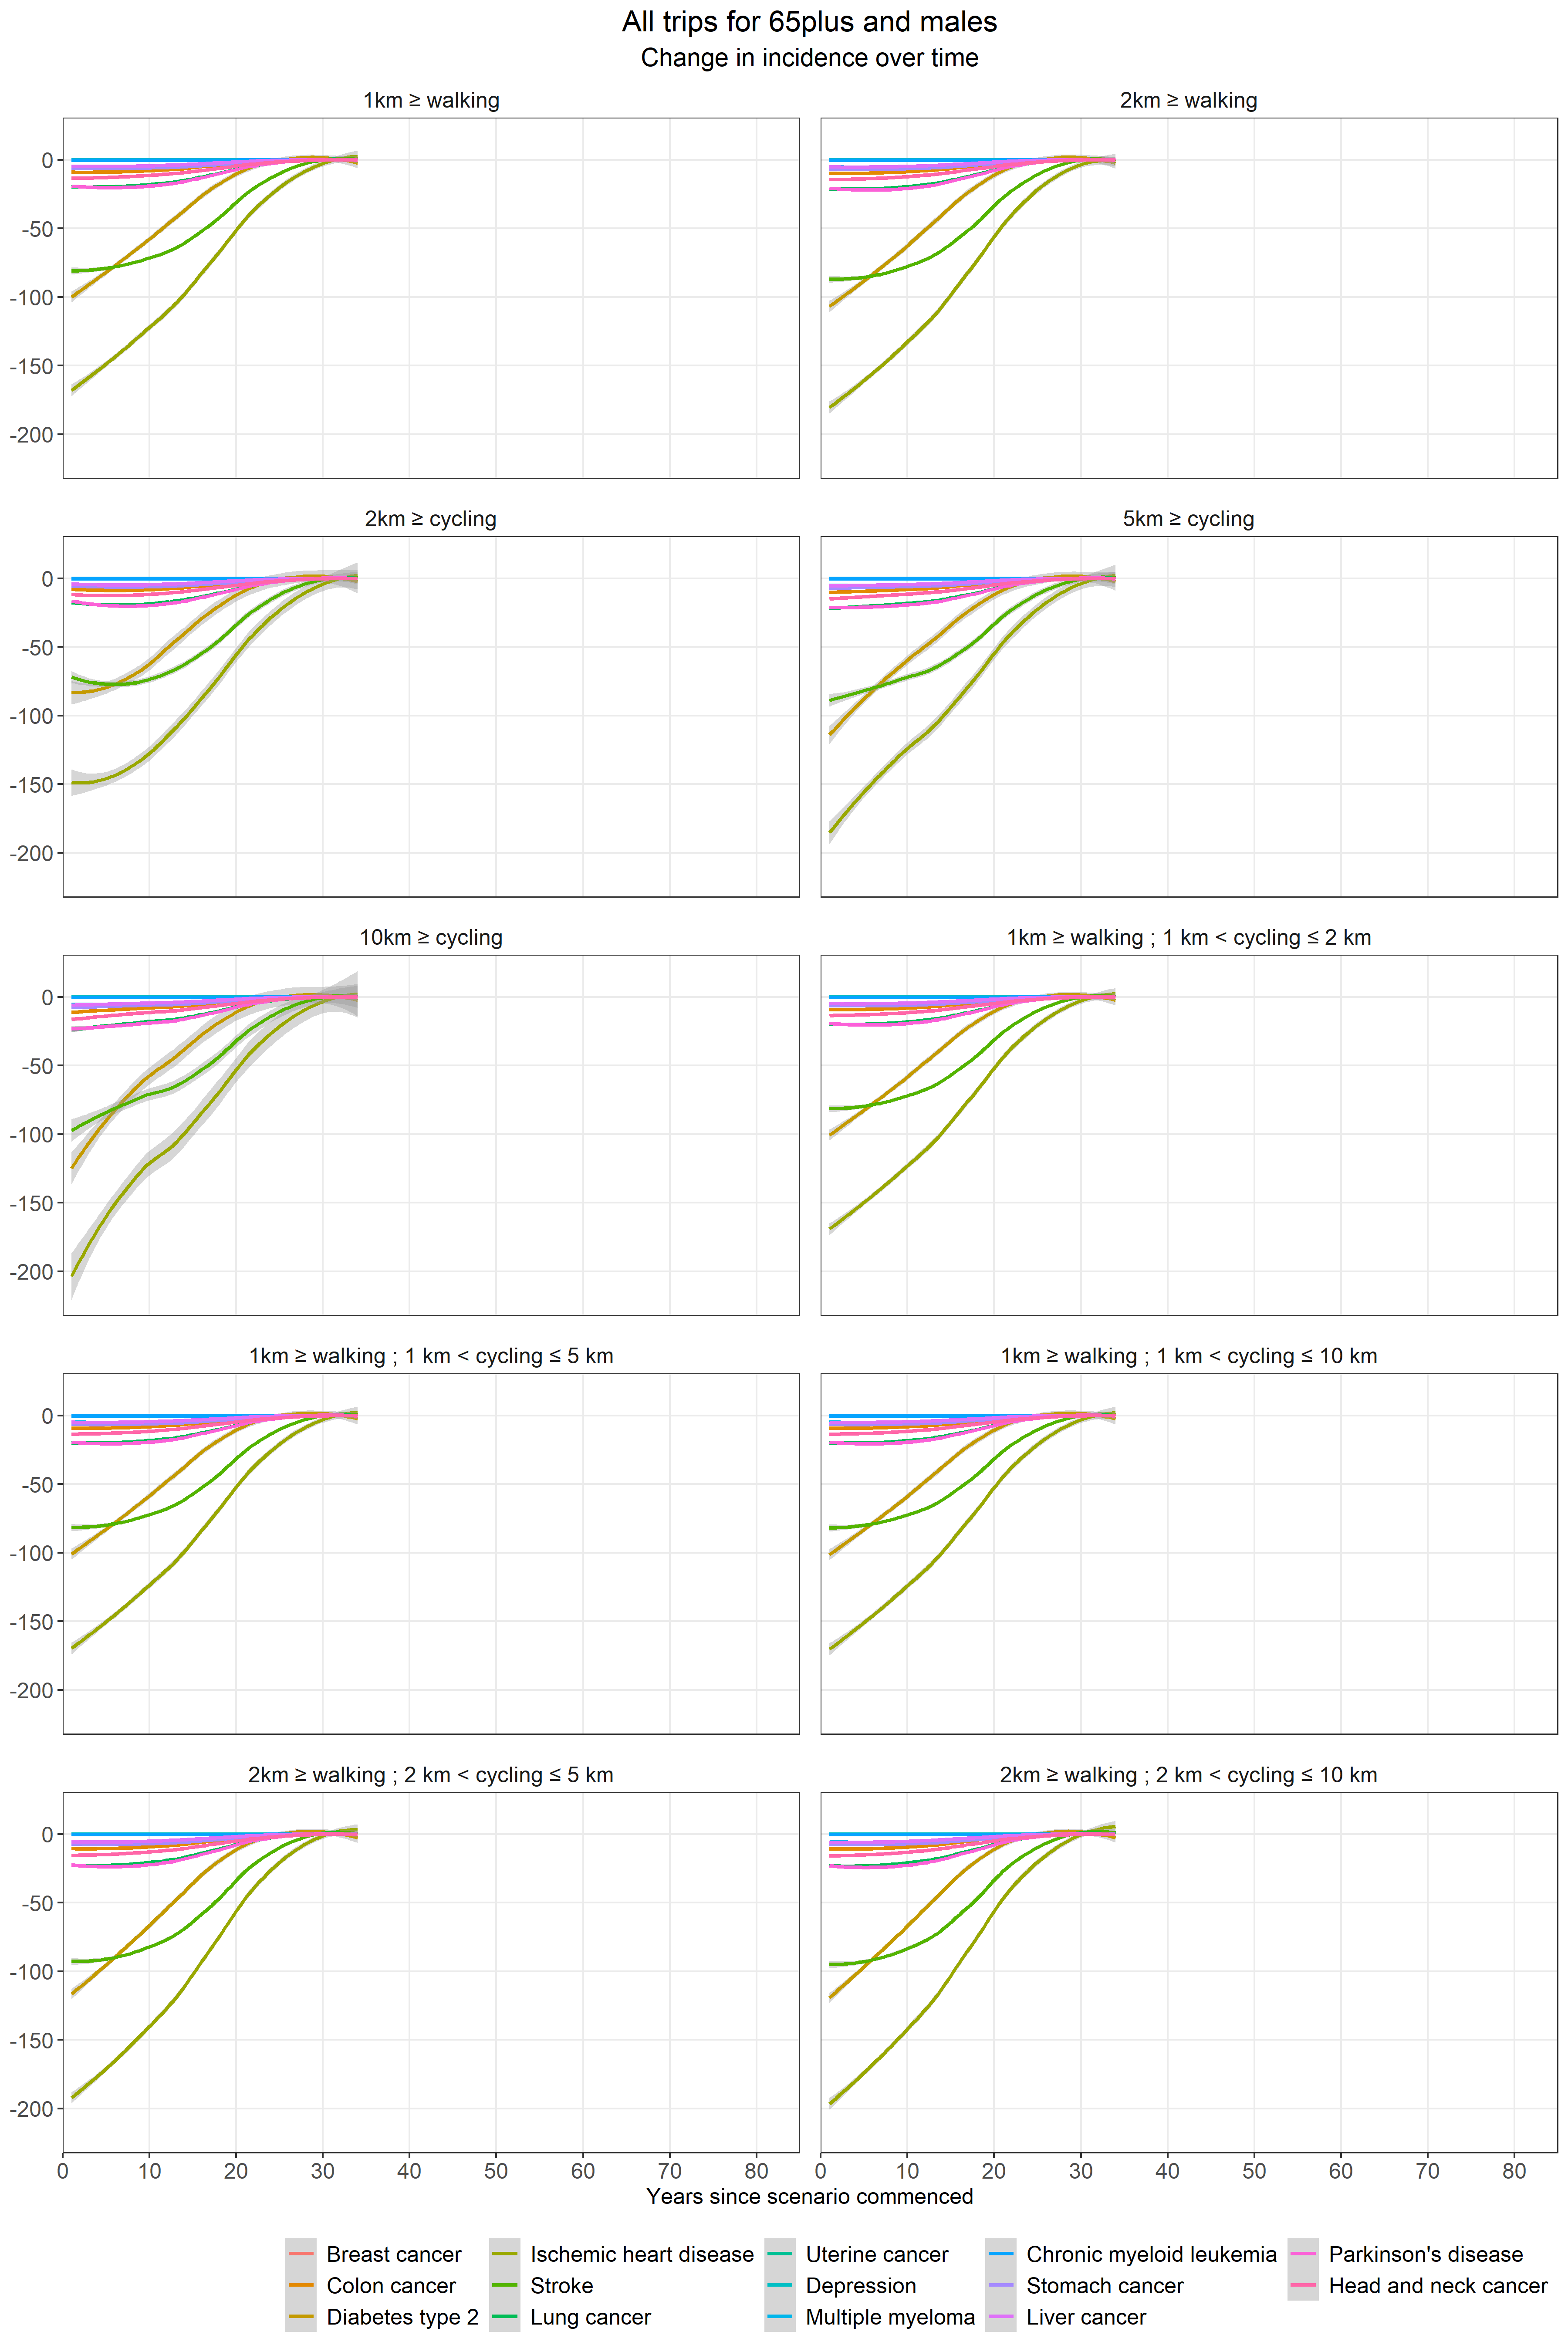 All trips for 65plus and males
Change in incidence over time
1km ≥ walking
2km ≥ walking
0
-50
-100
-150
-200
2km ≥ cycling
5km ≥ cycling
0
-50
-100
-150
-200
10km ≥ cycling
1km ≥ walking ; 1 km < cycling ≤ 2 km
0
-50
-100
-150
-200
1km ≥ walking ; 1 km < cycling ≤ 5 km
1km ≥ walking ; 1 km < cycling ≤ 10 km
0
-50
-100
-150
-200
2km ≥ walking ; 2 km < cycling ≤ 5 km
2km ≥ walking ; 2 km < cycling ≤ 10 km
0
-50
-100
-150
-200
0 10 20 30 40 50 60 70 80
0 10 20 30 40 50 60 70 80
Years since scenario commenced
Breast cancer
Colon cancer
Diabetes type 2
Ischemic heart disease
Stroke
Lung cancer
Uterine cancer
Depression
Multiple myeloma
Chronic myeloid leukemia
Stomach cancer
Liver cancer
Parkinson's disease
Head and neck cancer